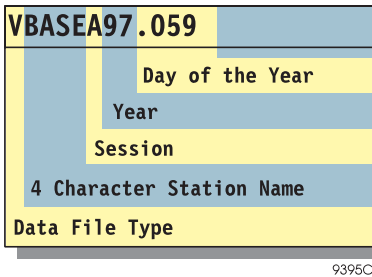 VBASEA97.059
Day of the Year
Year
Session
4 Character Station Name
Data File Type
9395C